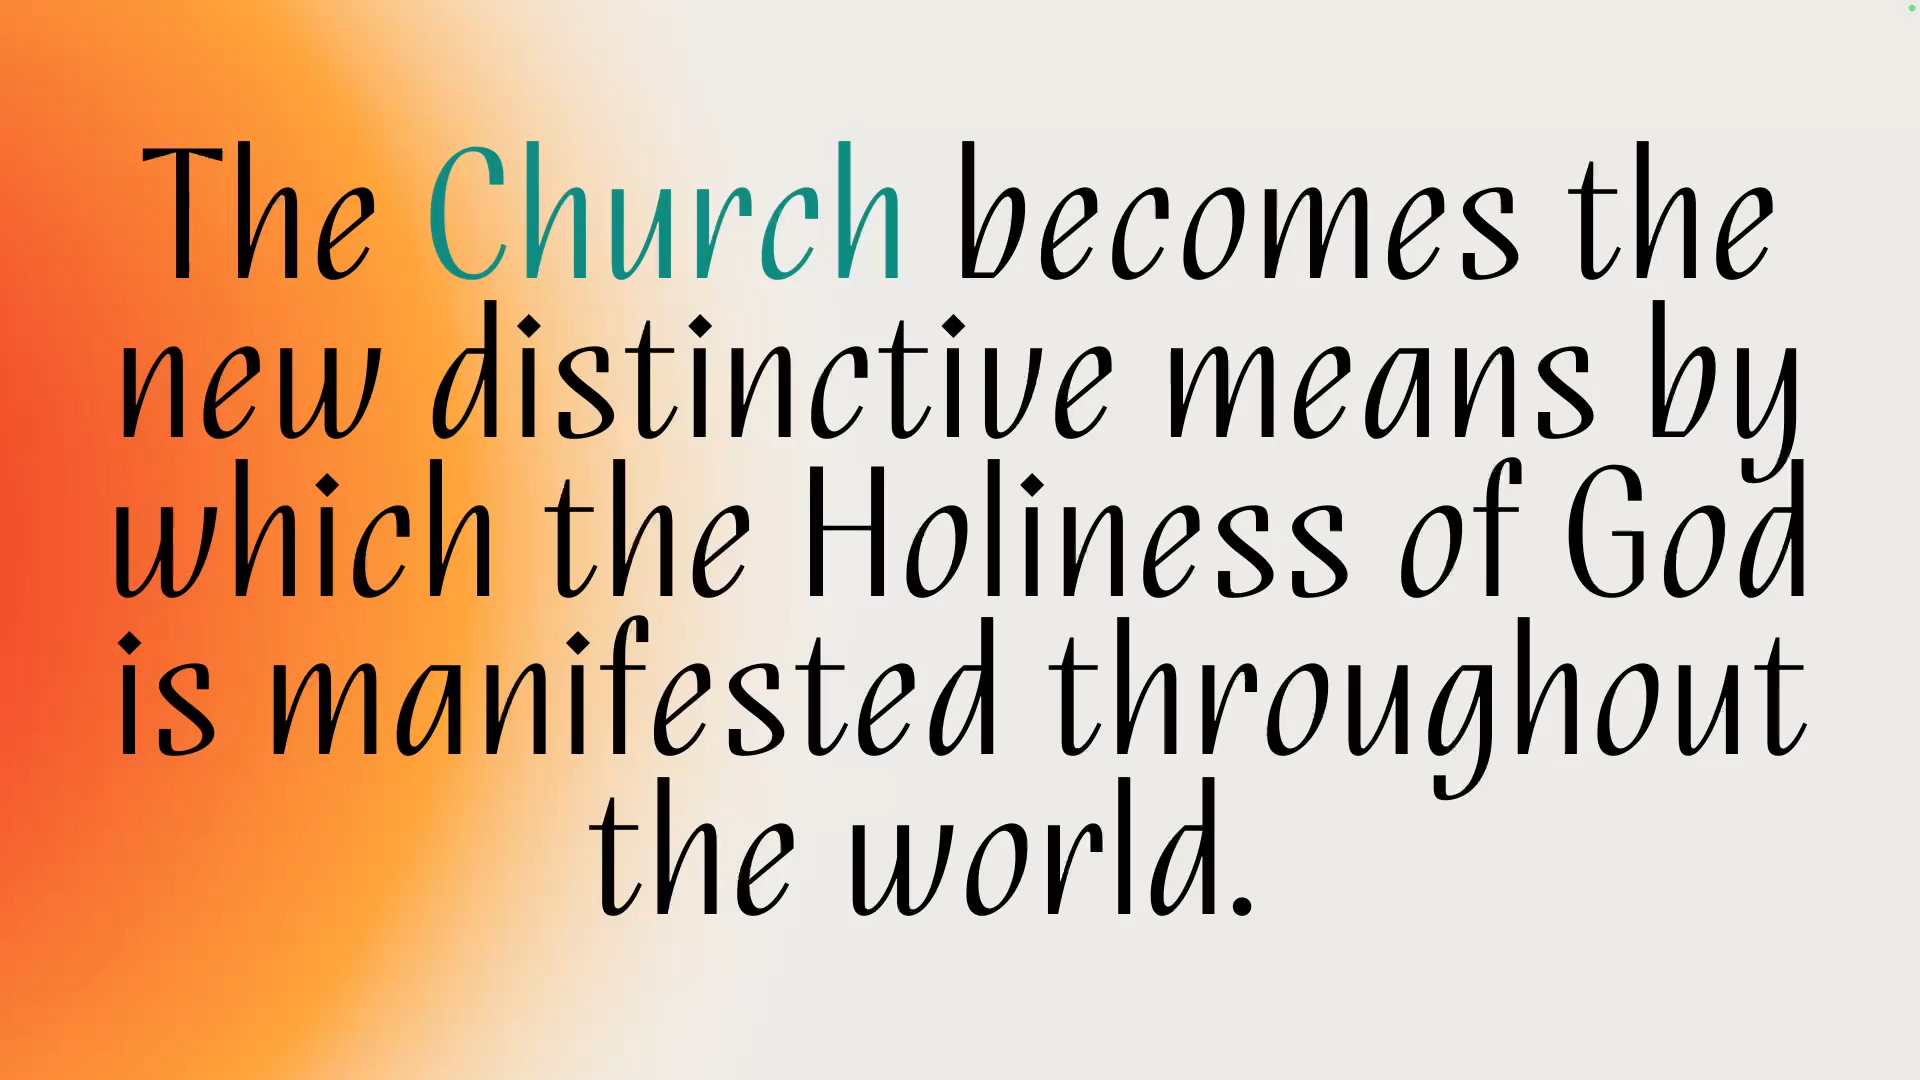 The Church becomes the
new distinctive means by
which the Holiness of God
is manifested throughout
the world.